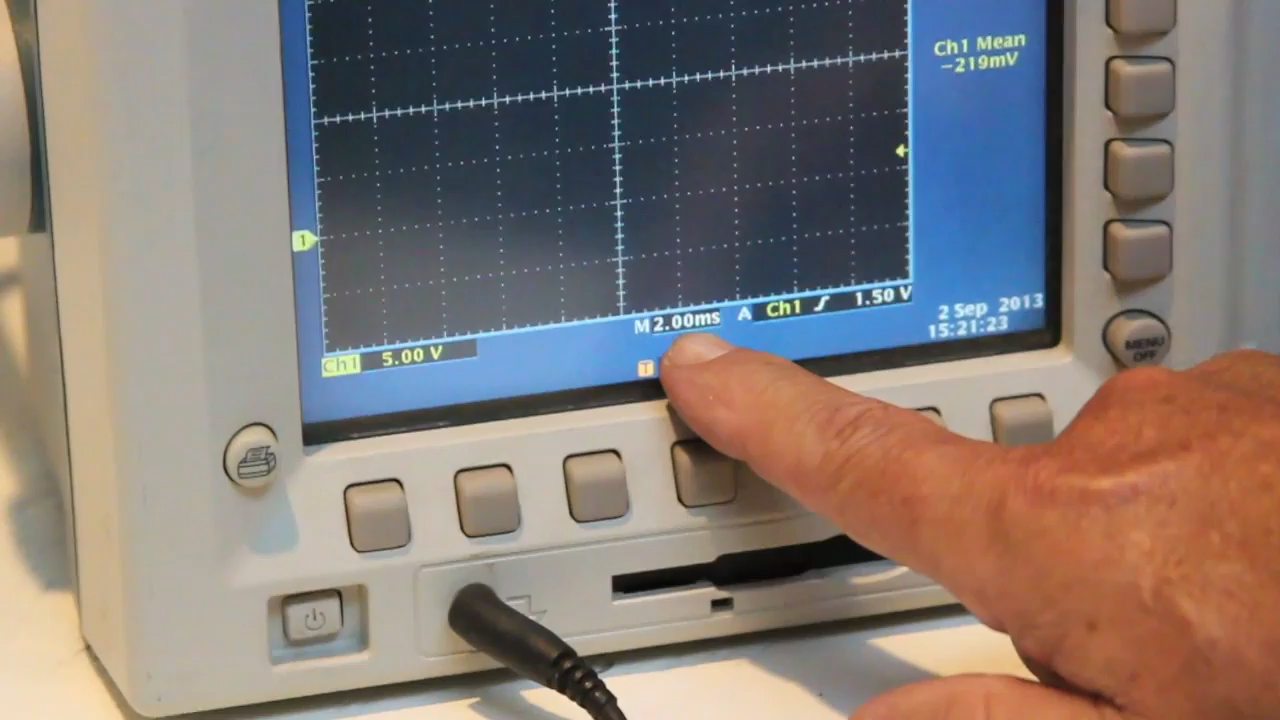 Ch1 Mean
-219mV
1
M 2.00ms A Ch1 1.50 V
Ch1 5.00 V
T
2 Sep 2013
15:21:23
MENU
OFF